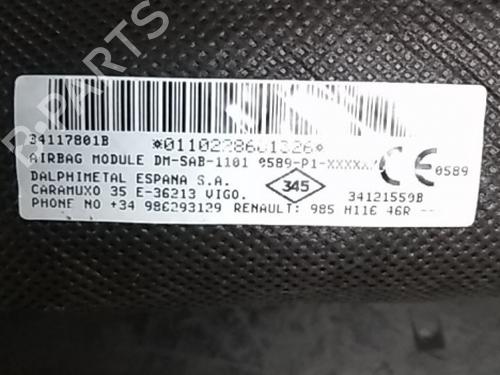 B-PARTS
34117801B
*0110228601326*
AIRBAG MODULE DM-SAB-1101 0589-P1-XXXXX
DALPHIMETAL ESPANA S.A.
CARAMUXO 35 E-36213 VIGO.
PHONE NO +34 986293129 RENAULT: 985 H116 46R --
345
CE 0589
34121559B